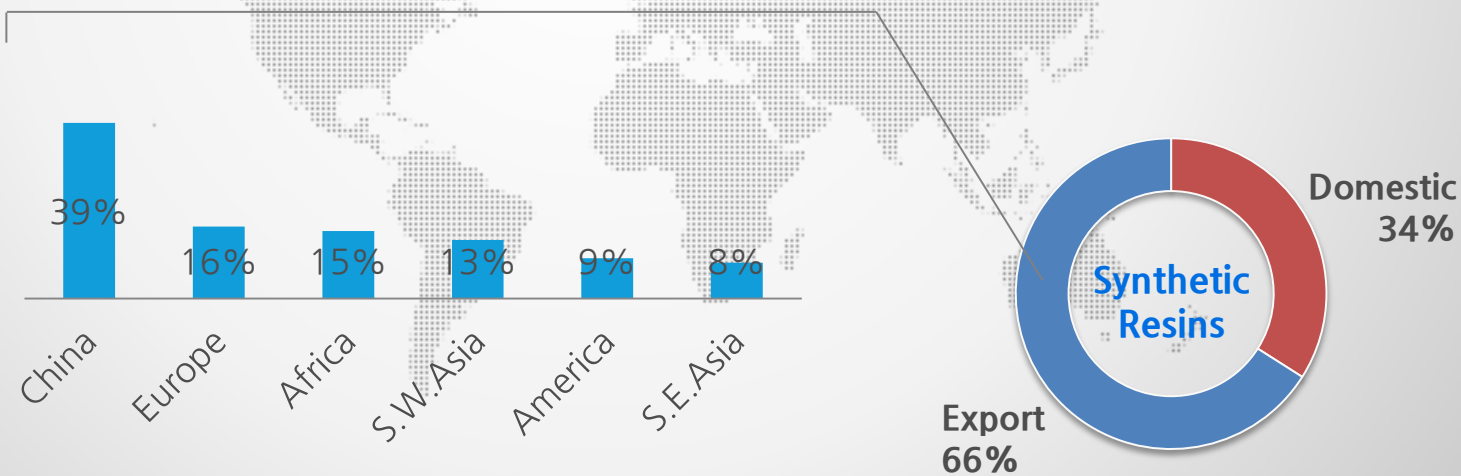 39%
16%
15%
13%
9%
8%
China
Europe
Africa
S.W.Asia
America
S.E.Asia
Domestic
34%
Synthetic
Resins
Export
66%